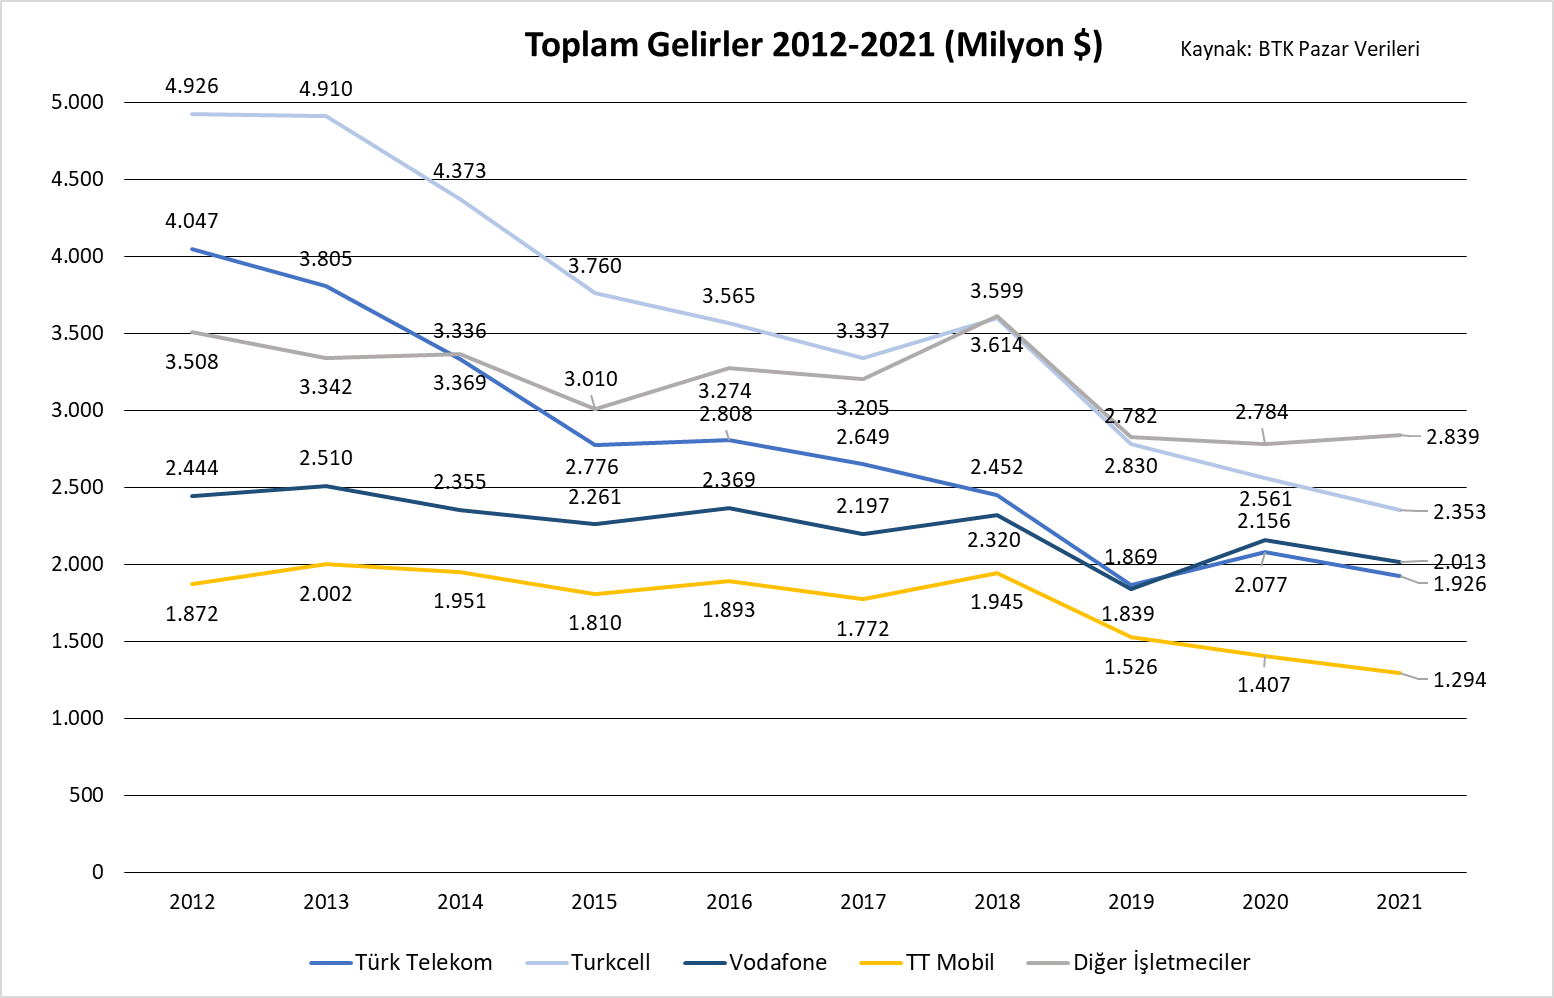 Toplam Gelirler 2012-2021 (Milyon $)
Kaynak: BTK Pazar Verileri
5.000
4.500
4.000
3.500
3.000
2.500
2.000
1.500
1.000
500
0
4.926 4.910 4.373 3.760 3.565 3.337 3.599 2.782 2.561 2.353
4.047 3.805 3.336 2.776 2.808 2.649 2.452 1.869 2.077 1.926
3.508 3.342 3.369 3.010 3.274 3.205 3.614 2.830 2.784 2.839
2.444 2.510 2.355 2.261 2.369 2.197 2.320 1.839 2.156 2.013
1.872 2.002 1.951 1.810 1.893 1.772 1.945 1.526 1.407 1.294
2012 2013 2014 2015 2016 2017 2018 2019 2020 2021
Türk Telekom Turkcell Vodafone TT Mobil Diğer İşletmeciler